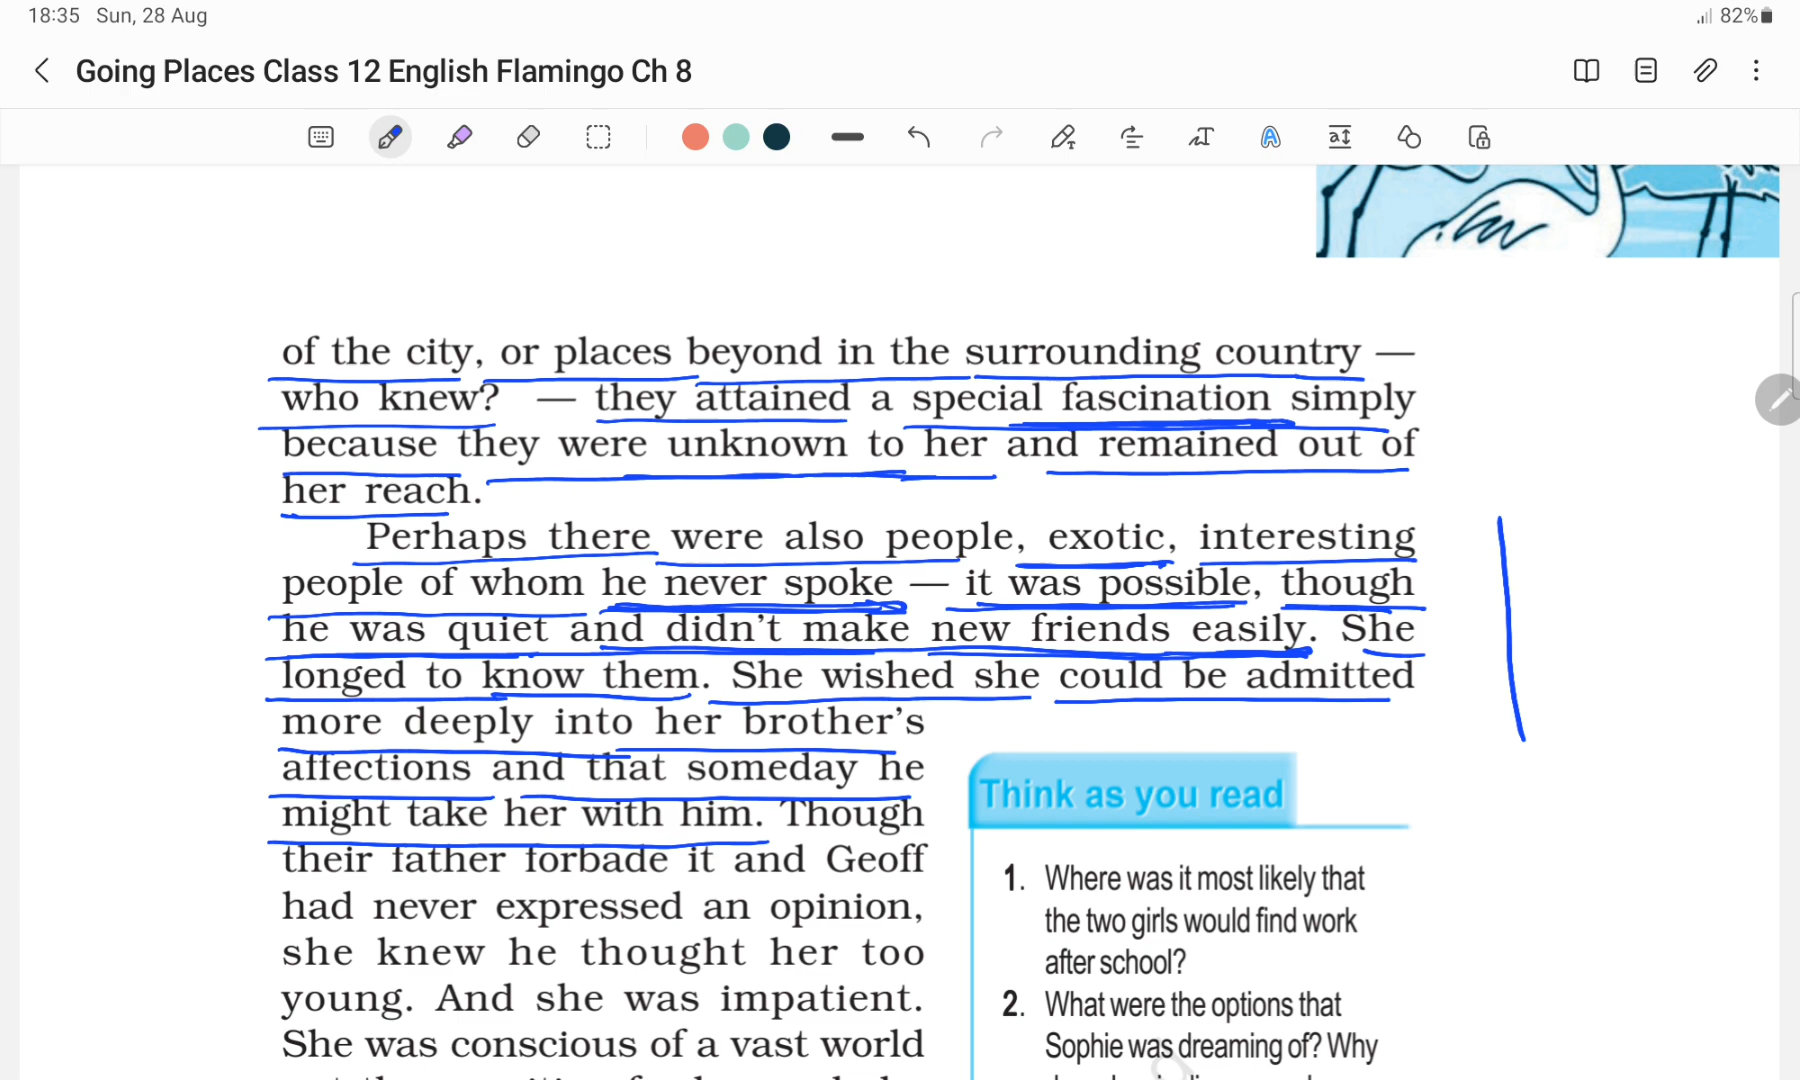 18:35 Sun, 28 Aug
82%
Going Places Class 12 English Flamingo Ch 8
of the city, or places beyond in the surrounding country —
who knew? — they attained a special fascination simply
because they were unknown to her and remained out of
her reach.
Perhaps there were also people, exotic, interesting
people of whom he never spoke — it was possible, though
he was quiet and didn't make new friends easily. She
longed to know them. She wished she could be admitted
more deeply into her brother's
affections and that someday he
might take her with him. Though
their father forbade it and Geoff
had never expressed an opinion,
she knew he thought her too
young. And she was impatient.
She was conscious of a vast world
Think as you read
1. Where was it most likely that
the two girls would find work
after school?
2. What were the options that
Sophie was dreaming of? Why